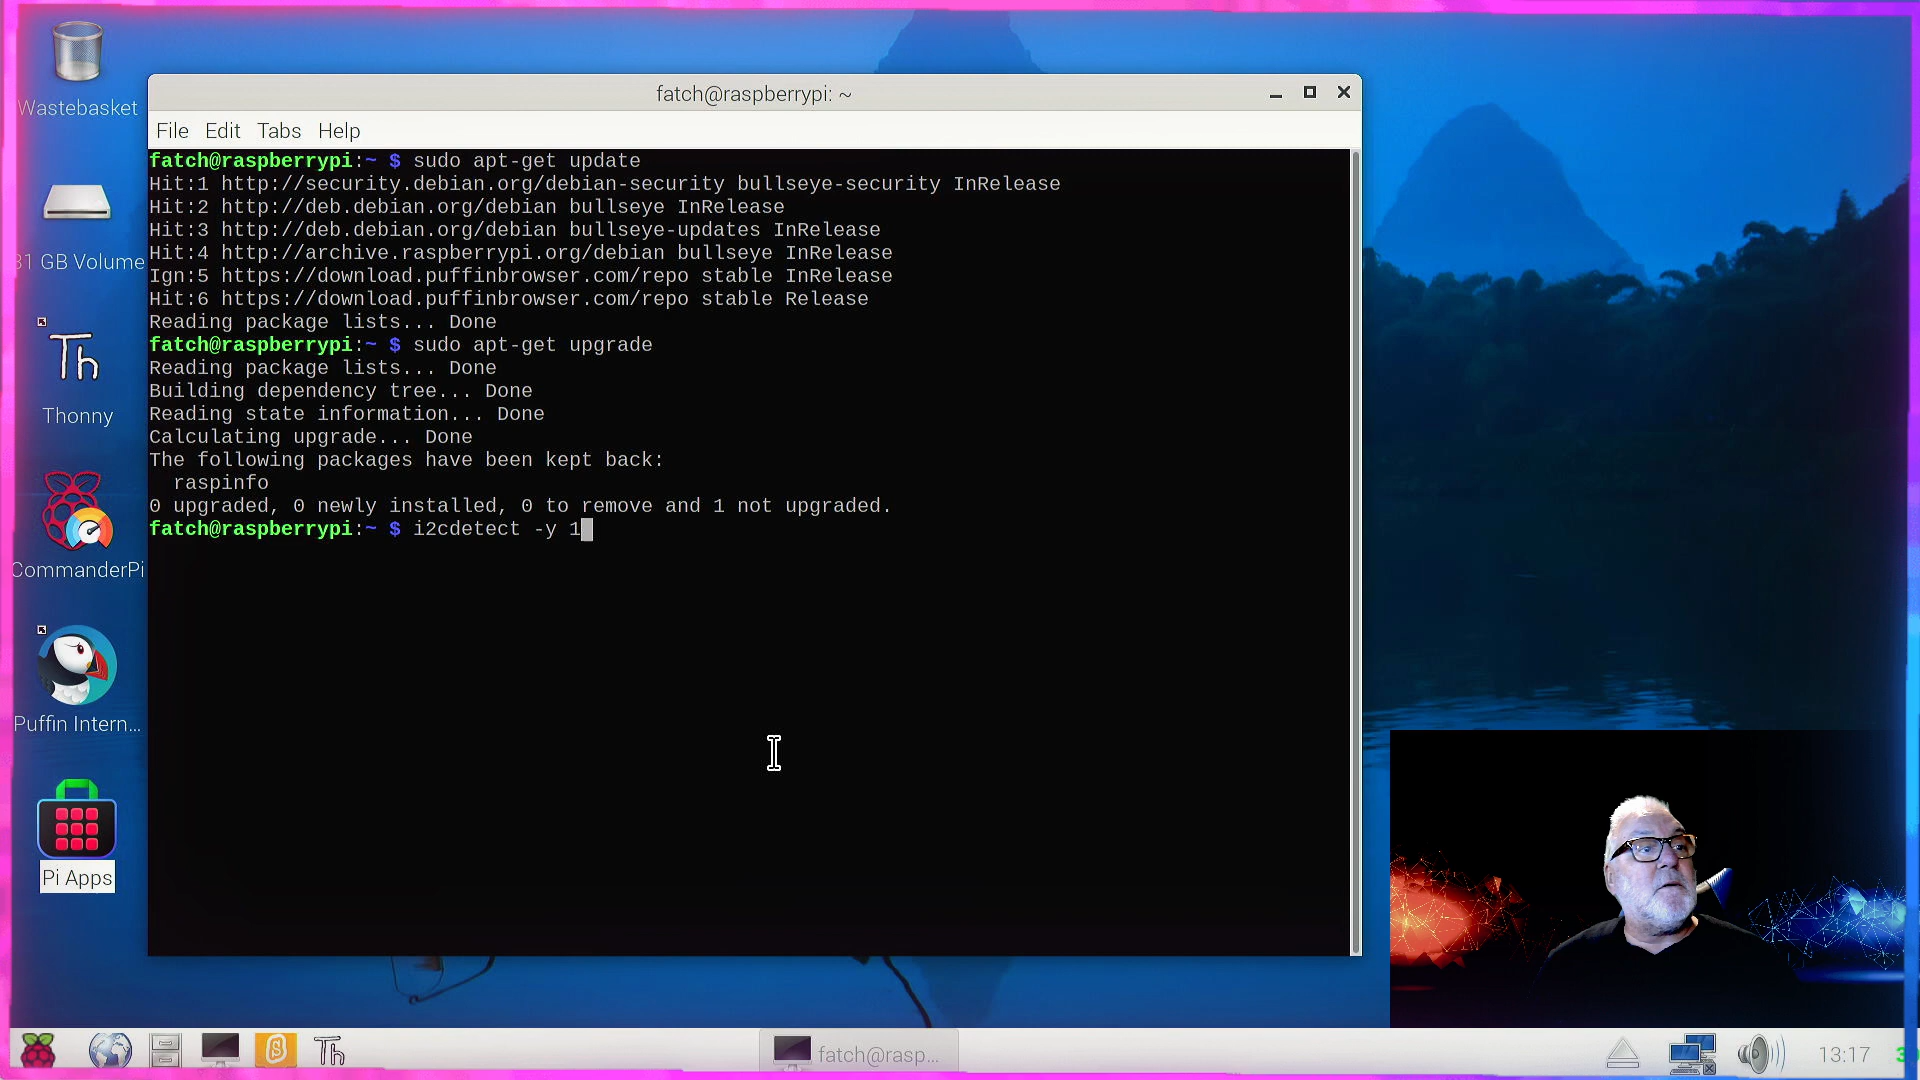 Wastebasket
31 GB Volume
Thonny
CommanderPi
Puffin Intern...
Pi Apps
fatch@raspberrypi: ~
File Edit Tabs Help
fatch@raspberrypi:~ $ sudo apt-get update
Hit:1 http://security.debian.org/debian-security bullseye-security InRelease
Hit:2 http://deb.debian.org/debian bullseye InRelease
Hit:3 http://deb.debian.org/debian bullseye-updates InRelease
Hit:4 http://archive.raspberrypi.org/debian bullseye InRelease
Ign:5 https://download.puffinbrowser.com/repo stable InRelease
Hit:6 https://download.puffinbrowser.com/repo stable Release
Reading package lists... Done
fatch@raspberrypi:~ $ sudo apt-get upgrade
Reading package lists... Done
Building dependency tree... Done
Reading state information... Done
Calculating upgrade... Done
The following packages have been kept back:
raspinfo
0 upgraded, 0 newly installed, 0 to remove and 1 not upgraded.
fatch@raspberrypi:~ $ i2cdetect -y 1
Th
Th
fatch@rasp...
13:17